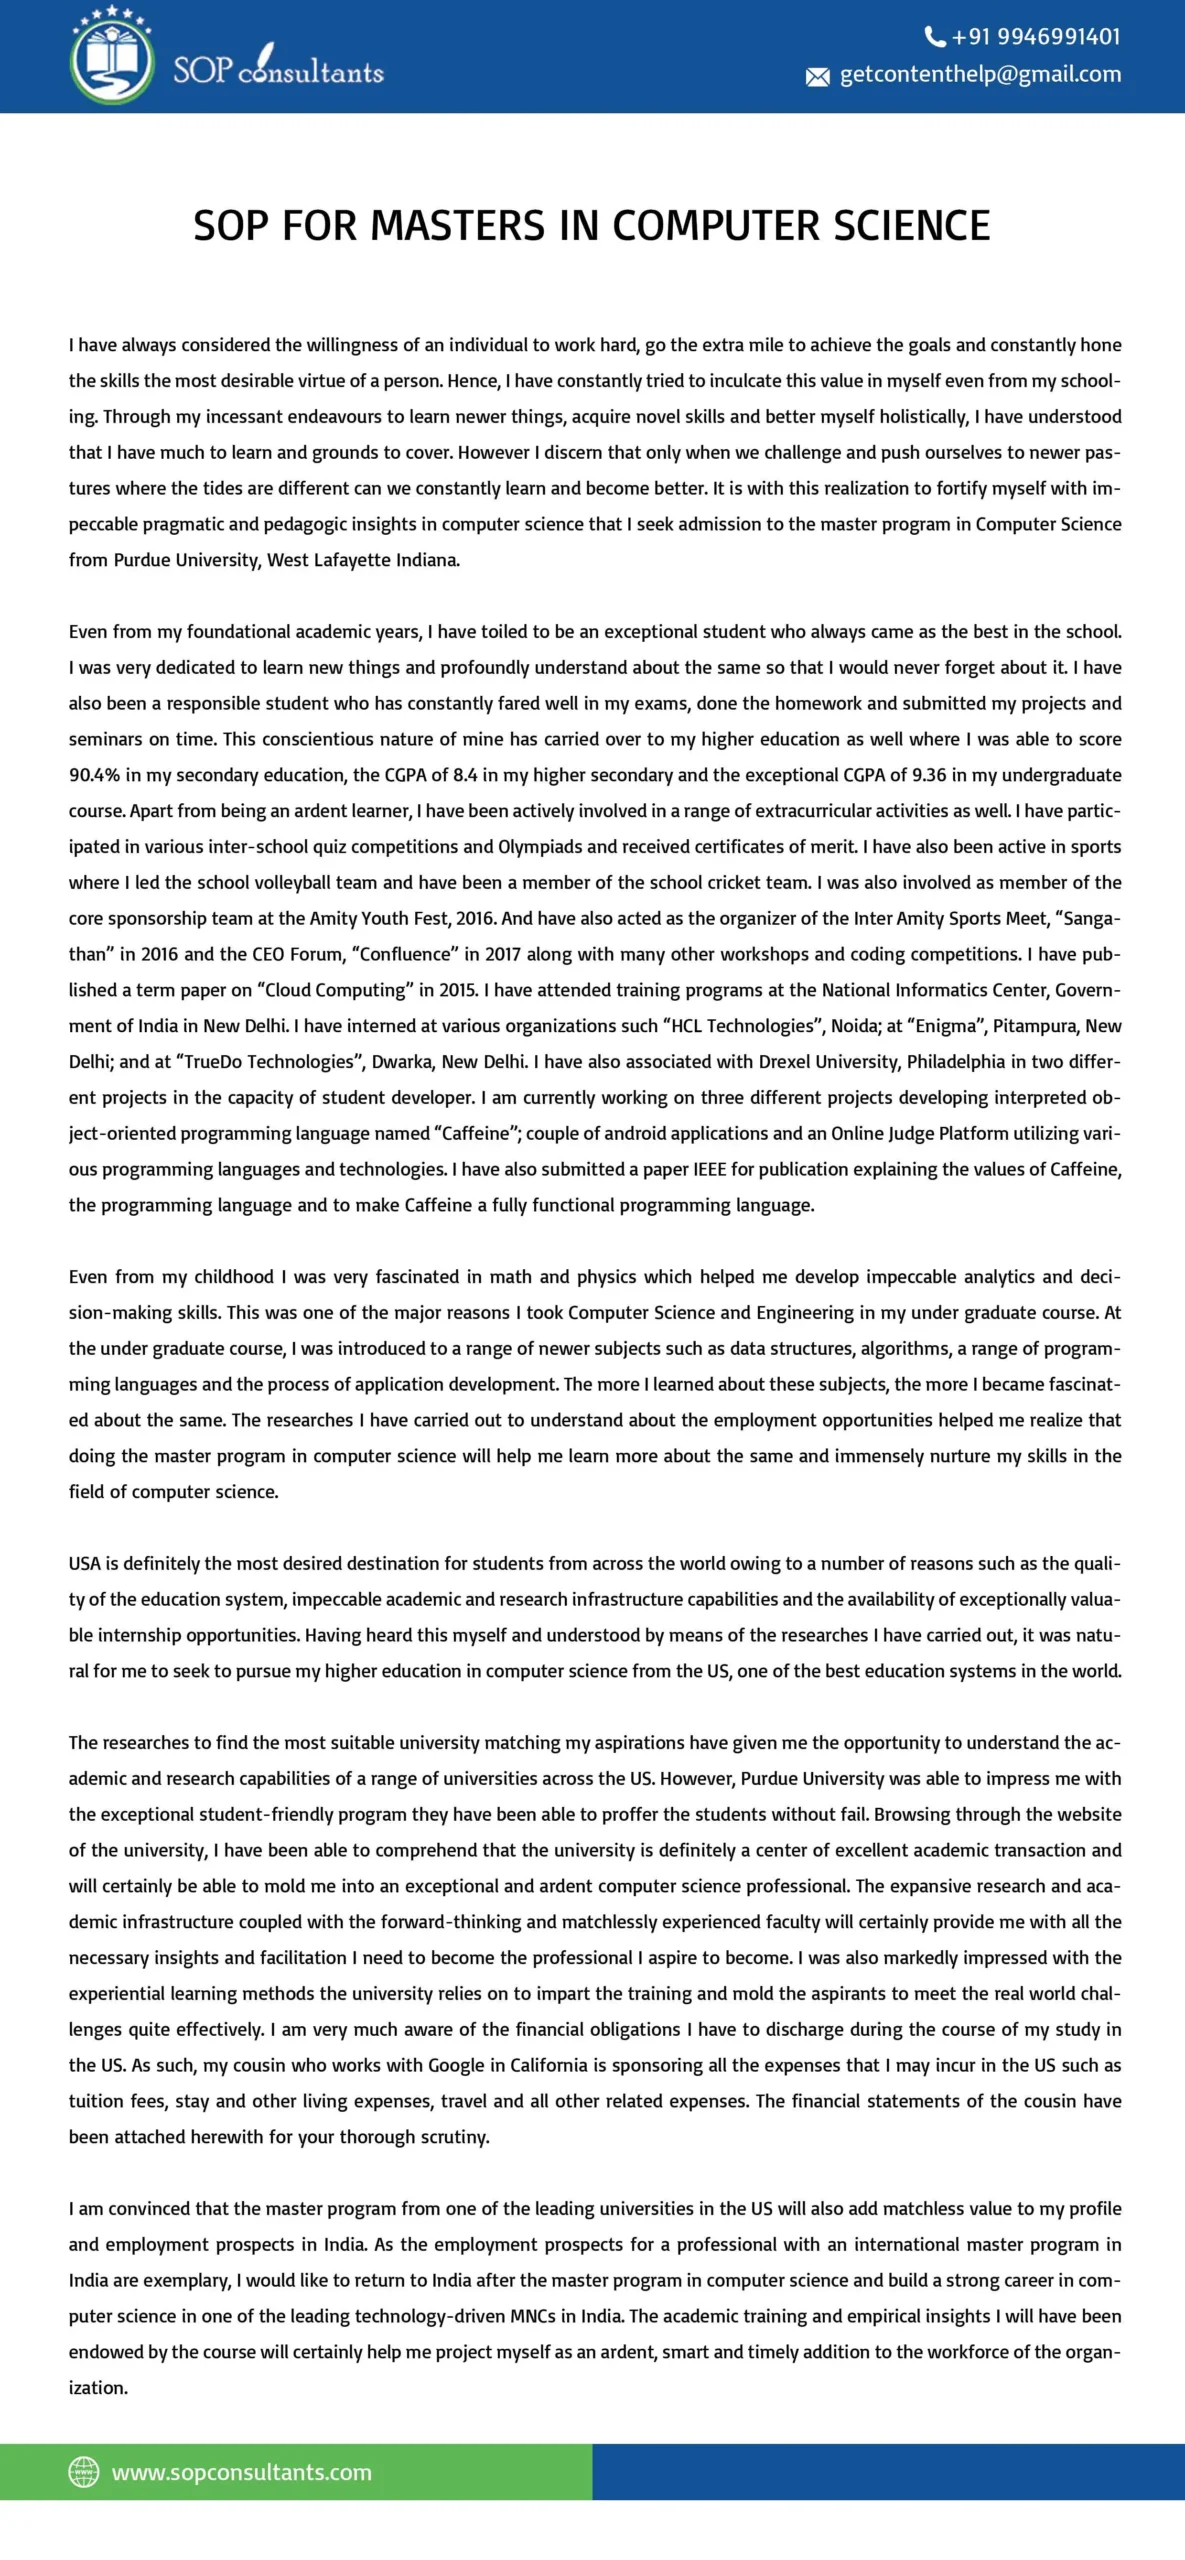 SOP consultants
+91 9946991401
getcontenthelp@gmail.com
SOP FOR MASTERS IN COMPUTER SCIENCE
I have always considered the willingness of an individual to work hard, go the extra mile to achieve the goals and constantly hone
the skills the most desirable virtue of a person. Hence, I have constantly tried to inculcate this value in myself even from my school-
ing. Through my incessant endeavours to learn newer things, acquire novel skills and better myself holistically, I have understood
that I have much to learn and grounds to cover. However I discern that only when we challenge and push ourselves to newer pas-
tures where the tides are different can we constantly learn and become better. It is with this realization to fortify myself with im-
peccable pragmatic and pedagogic insights in computer science that I seek admission to the master program in Computer Science
from Purdue University, West Lafayette Indiana.
Even from my foundational academic years, I have toiled to be an exceptional student who always came as the best in the school.
I was very dedicated to learn new things and profoundly understand about the same so that I would never forget about it. I have
also been a responsible student who has constantly fared well in my exams, done the homework and submitted my projects and
seminars on time. This conscientious nature of mine has carried over to my higher education as well where I was able to score
90.4% in my secondary education, the CGPA of 8.4 in my higher secondary and the exceptional CGPA of 9.36 in my undergraduate
course. Apart from being an ardent learner, I have been actively involved in a range of extracurricular activities as well. I have partic-
ipated in various inter-school quiz competitions and Olympiads and received certificates of merit. I have also been active in sports
where I led the school volleyball team and have been a member of the school cricket team. I was also involved as member of the
core sponsorship team at the Amity Youth Fest, 2016. And have also acted as the organizer of the Inter Amity Sports Meet, “Sanga-
than” in 2016 and the CEO Forum, “Confluence” in 2017 along with many other workshops and coding competitions. I have pub-
lished a term paper on “Cloud Computing” in 2015. I have attended training programs at the National Informatics Center, Govern-
ment of India in New Delhi. I have interned at various organizations such “HCL Technologies”, Noida; at “Enigma”, Pitampura, New
Delhi; and at “TrueDo Technologies”, Dwarka, New Delhi. I have also associated with Drexel University, Philadelphia in two differ-
ent projects in the capacity of student developer. I am currently working on three different projects developing interpreted ob-
ject-oriented programming language named “Caffeine”; couple of android applications and an Online Judge Platform utilizing vari-
ous programming languages and technologies. I have also submitted a paper IEEE for publication explaining the values of Caffeine,
the programming language and to make Caffeine a fully functional programming language.
Even from my childhood I was very fascinated in math and physics which helped me develop impeccable analytics and deci-
sion-making skills. This was one of the major reasons I took Computer Science and Engineering in my under graduate course. At
the under graduate course, I was introduced to a range of newer subjects such as data structures, algorithms, a range of program-
ming languages and the process of application development. The more I learned about these subjects, the more I became fascinat-
ed about the same. The researches I have carried out to understand about the employment opportunities helped me realize that
doing the master program in computer science will help me learn more about the same and immensely nurture my skills in the
field of computer science.
USA is definitely the most desired destination for students from across the world owing to a number of reasons such as the quali-
ty of the education system, impeccable academic and research infrastructure capabilities and the availability of exceptionally valua-
ble internship opportunities. Having heard this myself and understood by means of the researches I have carried out, it was natu-
ral for me to seek to pursue my higher education in computer science from the US, one of the best education systems in the world.
The researches to find the most suitable university matching my aspirations have given me the opportunity to understand the ac-
ademic and research capabilities of a range of universities across the US. However, Purdue University was able to impress me with
the exceptional student-friendly program they have been able to proffer the students without fail. Browsing through the website
of the university, I have been able to comprehend that the university is definitely a center of excellent academic transaction and
will certainly be able to mold me into an exceptional and ardent computer science professional. The expansive research and aca-
demic infrastructure coupled with the forward-thinking and matchlessly experienced faculty will certainly provide me with all the
necessary insights and facilitation I need to become the professional I aspire to become. I was also markedly impressed with the
experiential learning methods the university relies on to impart the training and mold the aspirants to meet the real world chal-
lenges quite effectively. I am very much aware of the financial obligations I have to discharge during the course of my study in
the US. As such, my cousin who works with Google in California is sponsoring all the expenses that I may incur in the US such as
tuition fees, stay and other living expenses, travel and all other related expenses. The financial statements of the cousin have
been attached herewith for your thorough scrutiny.
I am convinced that the master program from one of the leading universities in the US will also add matchless value to my profile
and employment prospects in India. As the employment prospects for a professional with an international master program in
India are exemplary, I would like to return to India after the master program in computer science and build a strong career in com-
puter science in one of the leading technology-driven MNCs in India. The academic training and empirical insights I will have been
endowed by the course will certainly help me project myself as an ardent, smart and timely addition to the workforce of the organ-
ization.
www
www.sopconsultants.com